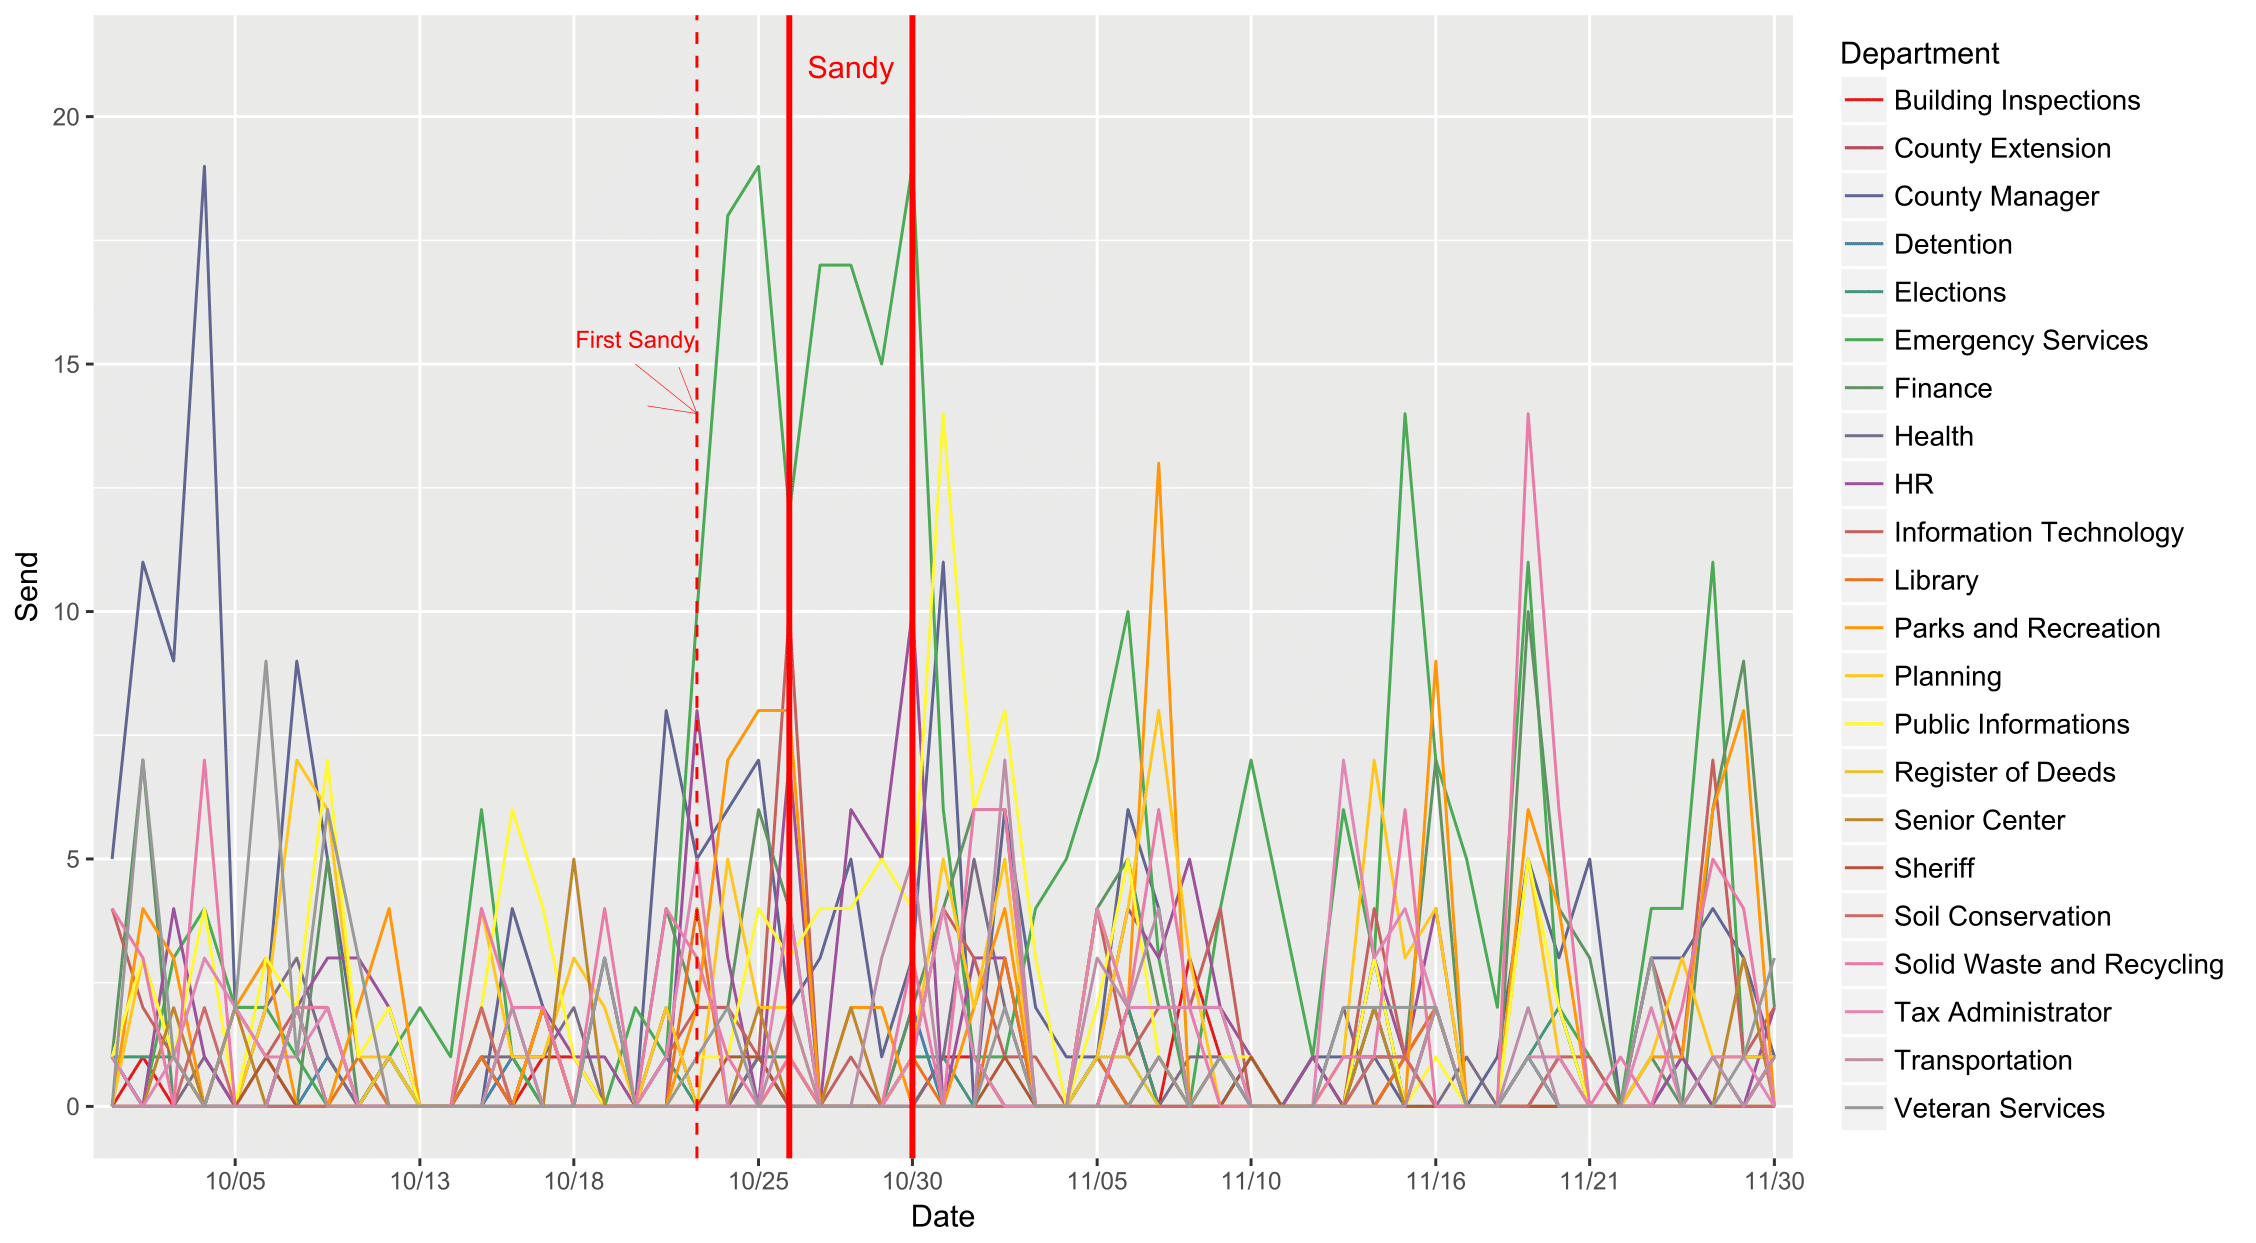 Sandy
First Sandy
Send
20
15
10
5
0
10/05
10/13
10/18
10/25
10/30
11/05
11/10
11/16
11/21
11/30
Date
Department
Building Inspections
County Extension
County Manager
Detention
Elections
Emergency Services
Finance
Health
HR
Information Technology
Library
Parks and Recreation
Planning
Public Informations
Register of Deeds
Senior Center
Sheriff
Soil Conservation
Solid Waste and Recycling
Tax Administrator
Transportation
Veteran Services